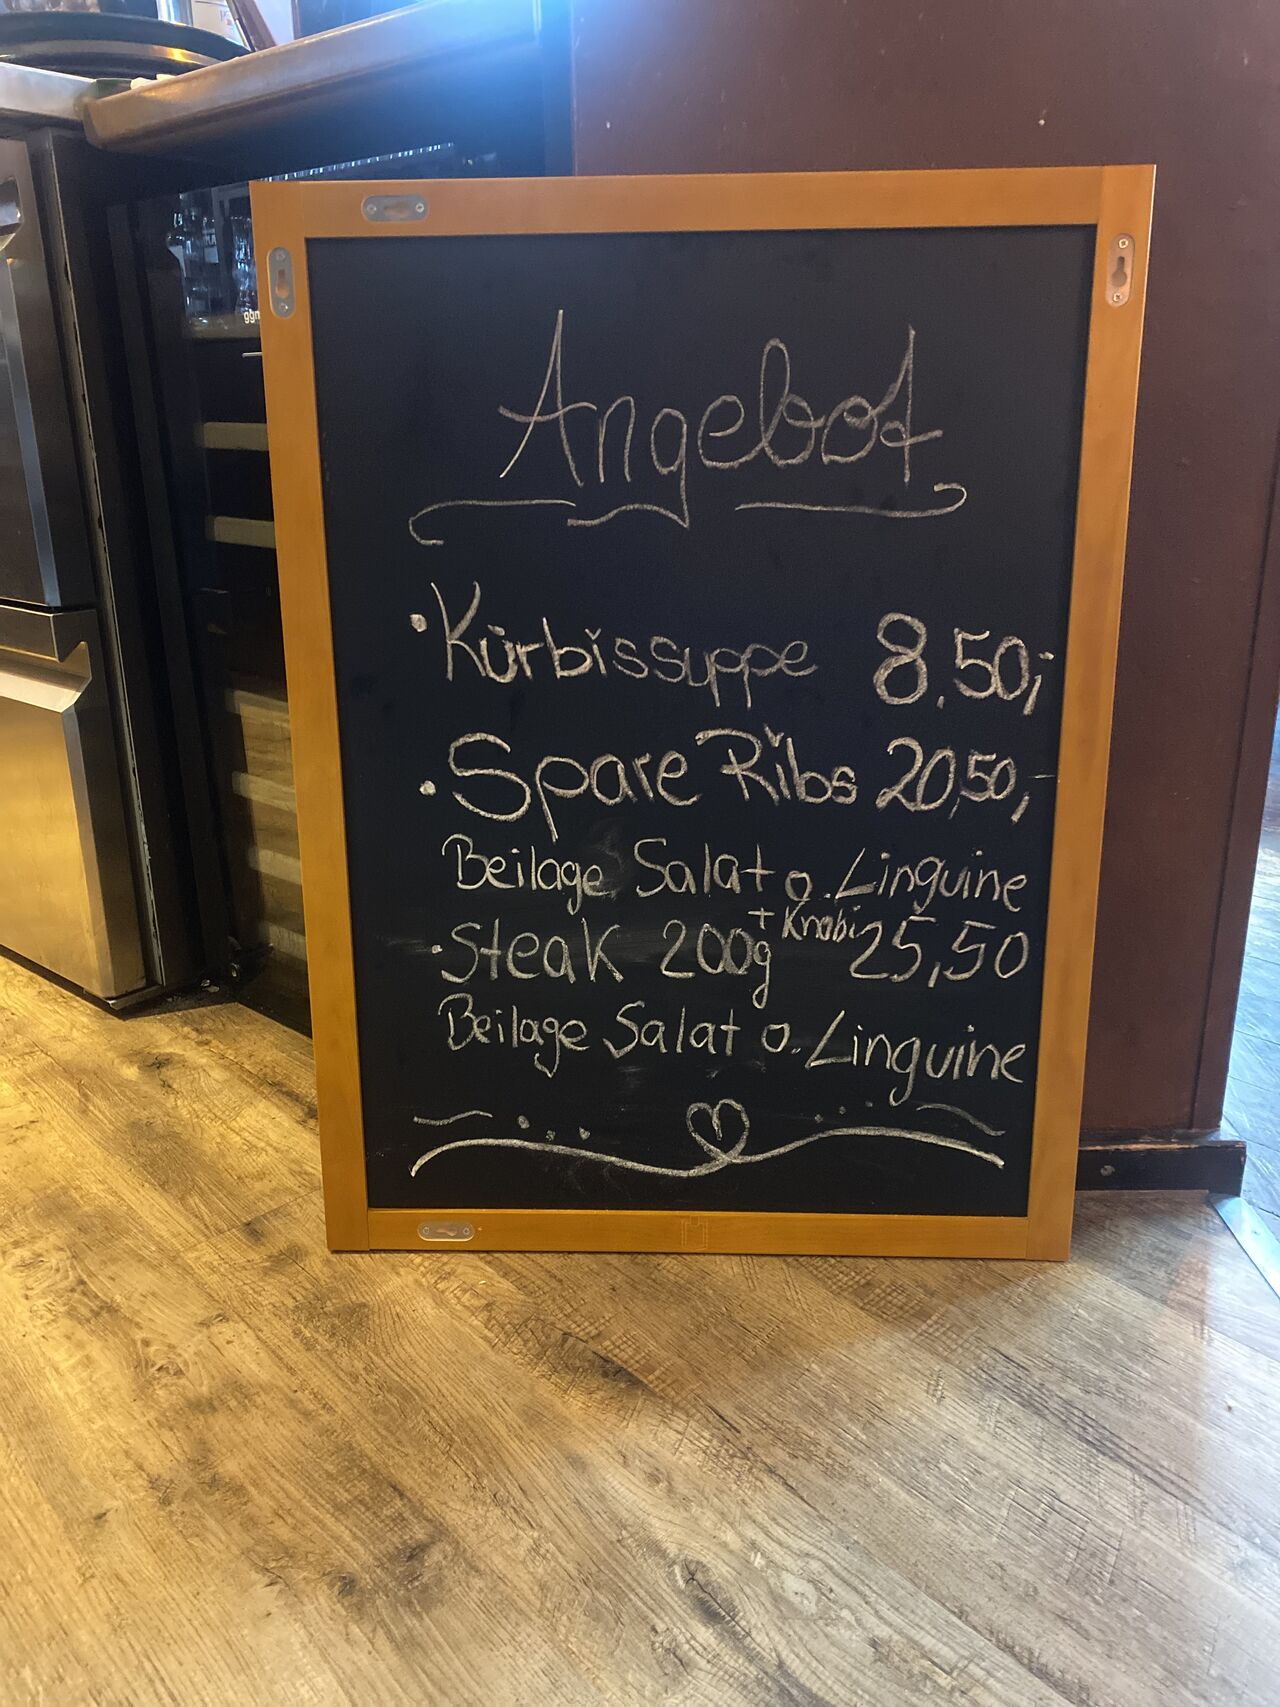 Angebot
• Kürbissuppe 8.50,-
• Spare Ribs 20,50,-
Beilage Salat o. Linguine
• Steak 200g + Knobi 25,50
Beilage Salat o. Linguine